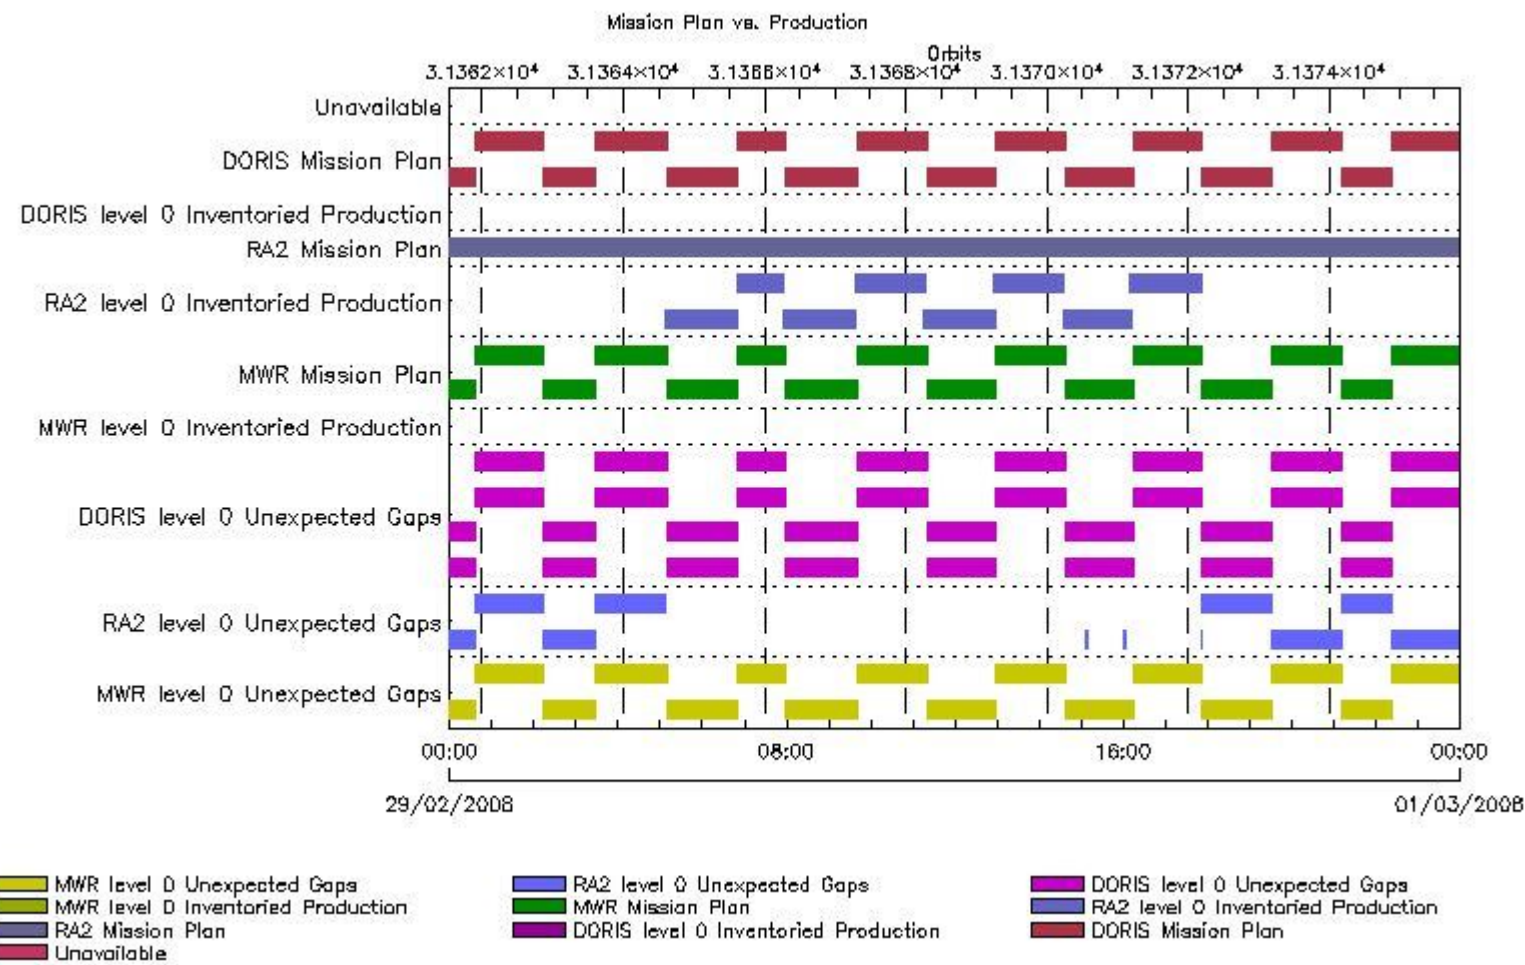 Mission Plan vs. Production
Orbits
3.1362×10⁴ 3.1364×10⁴ 3.1366×10⁴ 3.1368×10⁴ 3.1370×10⁴ 3.1372×10⁴ 3.1374×10⁴
Unavailable
DORIS Mission Plan
DORIS level 0 Inventoried Production
RA2 Mission Plan
RA2 level 0 Inventoried Production
MWR Mission Plan
MWR level 0 Inventoried Production
DORIS level 0 Unexpected Gaps
RA2 level 0 Unexpected Gaps
MWR level 0 Unexpected Gaps
00:00 08:00 16:00 00:00
29/02/2008 01/03/2008
MWR level 0 Unexpected Gaps RA2 level 0 Unexpected Gaps DORIS level 0 Unexpected Gaps
MWR level 0 Inventoried Production MWR Mission Plan RA2 level 0 Inventoried Production
RA2 Mission Plan DORIS level 0 Inventoried Production DORIS Mission Plan
Unavailable